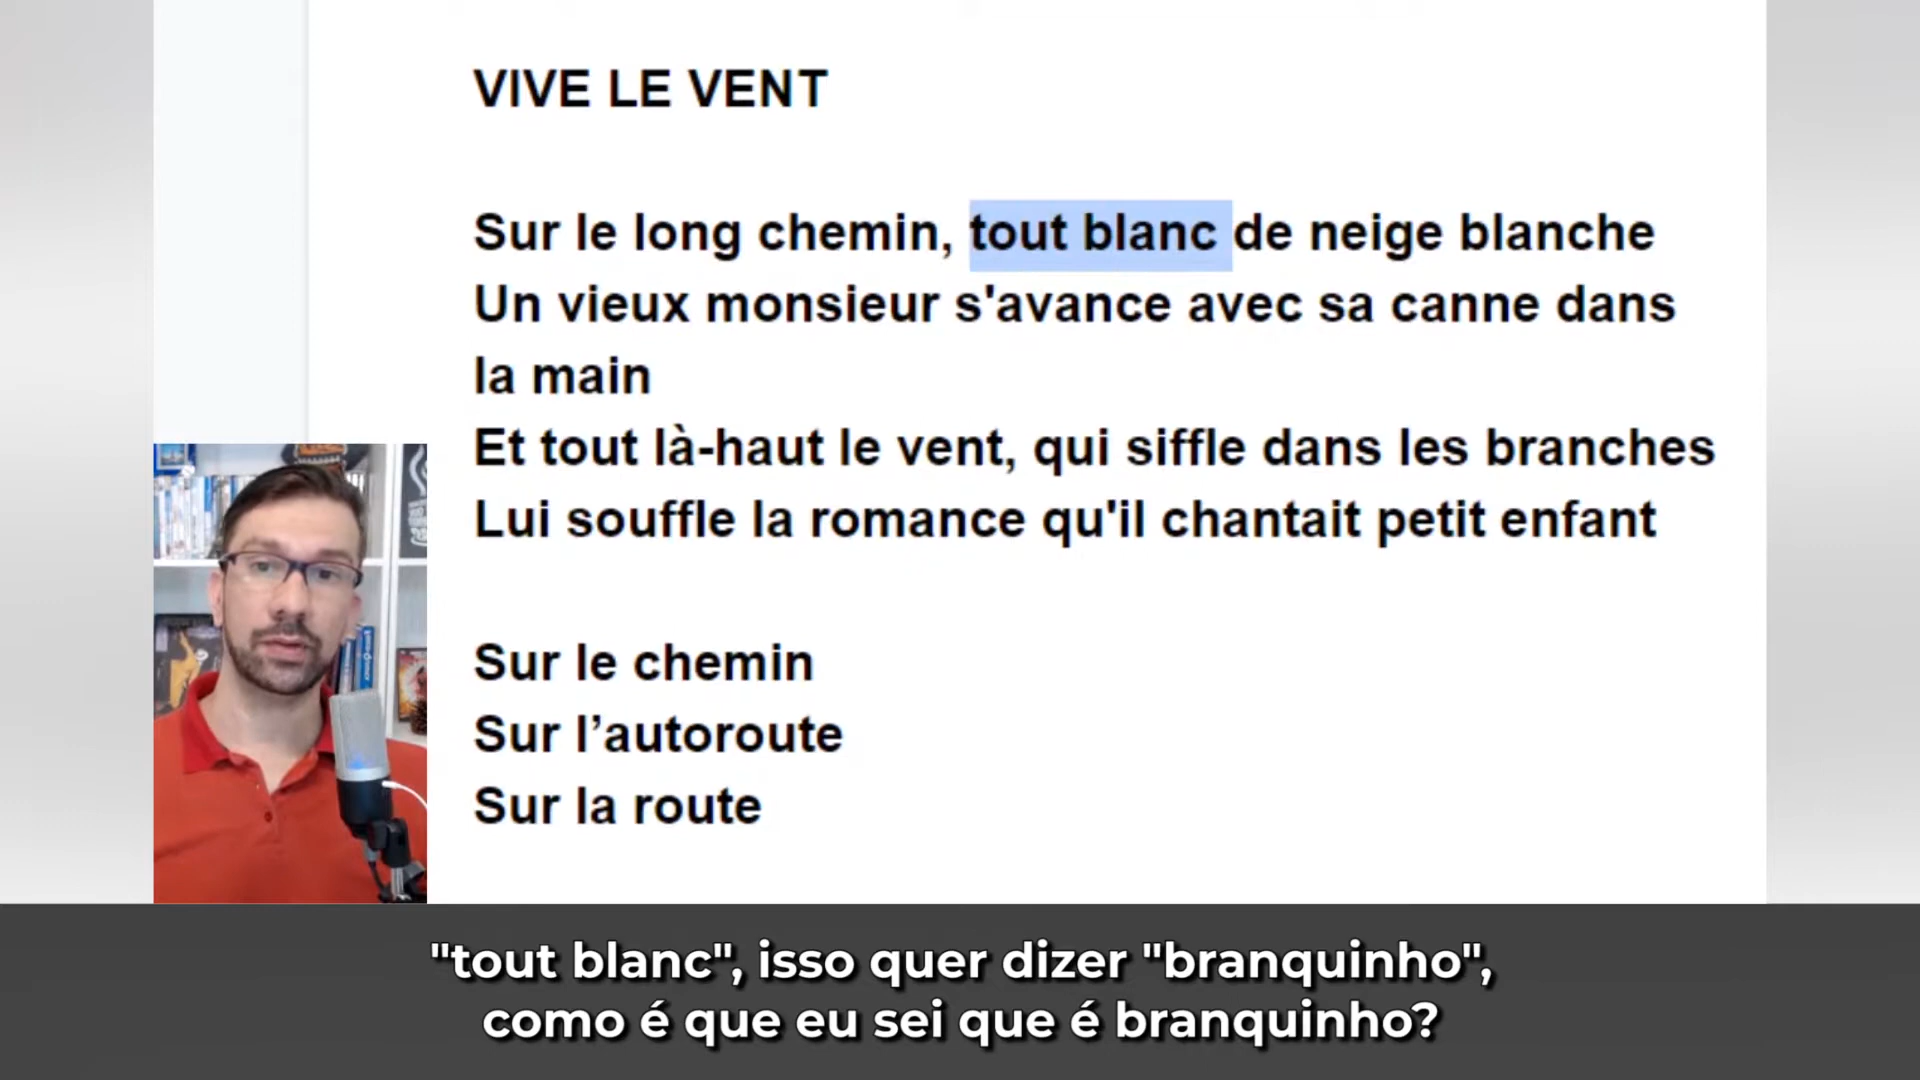 VIVE LE VENT
Sur le long chemin, tout blanc de neige blanche
Un vieux monsieur s'avance avec sa canne dans
la main
Et tout là-haut le vent, qui siffle dans les branches
Lui souffle la romance qu'il chantait petit enfant
Sur le chemin
Sur l’autoroute
Sur la route
"tout blanc", isso quer dizer "branquinho",
como é que eu sei que é branquinho?